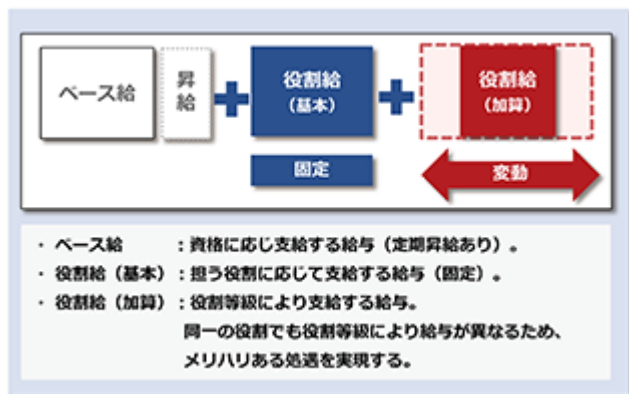 ベース給
昇給
役割給
（基本）
役割給
（加算）
固定
変動
・ ベース給　　　：資格に応じ支給する給与（定期昇給あり）。
・ 役割給（基本）：担う役割に応じて支給する給与（固定）。
・ 役割給（加算）：役割等級により支給する給与。
同一の役割でも役割等級により給与が異なるため、
メリハリある処遇を実現する。